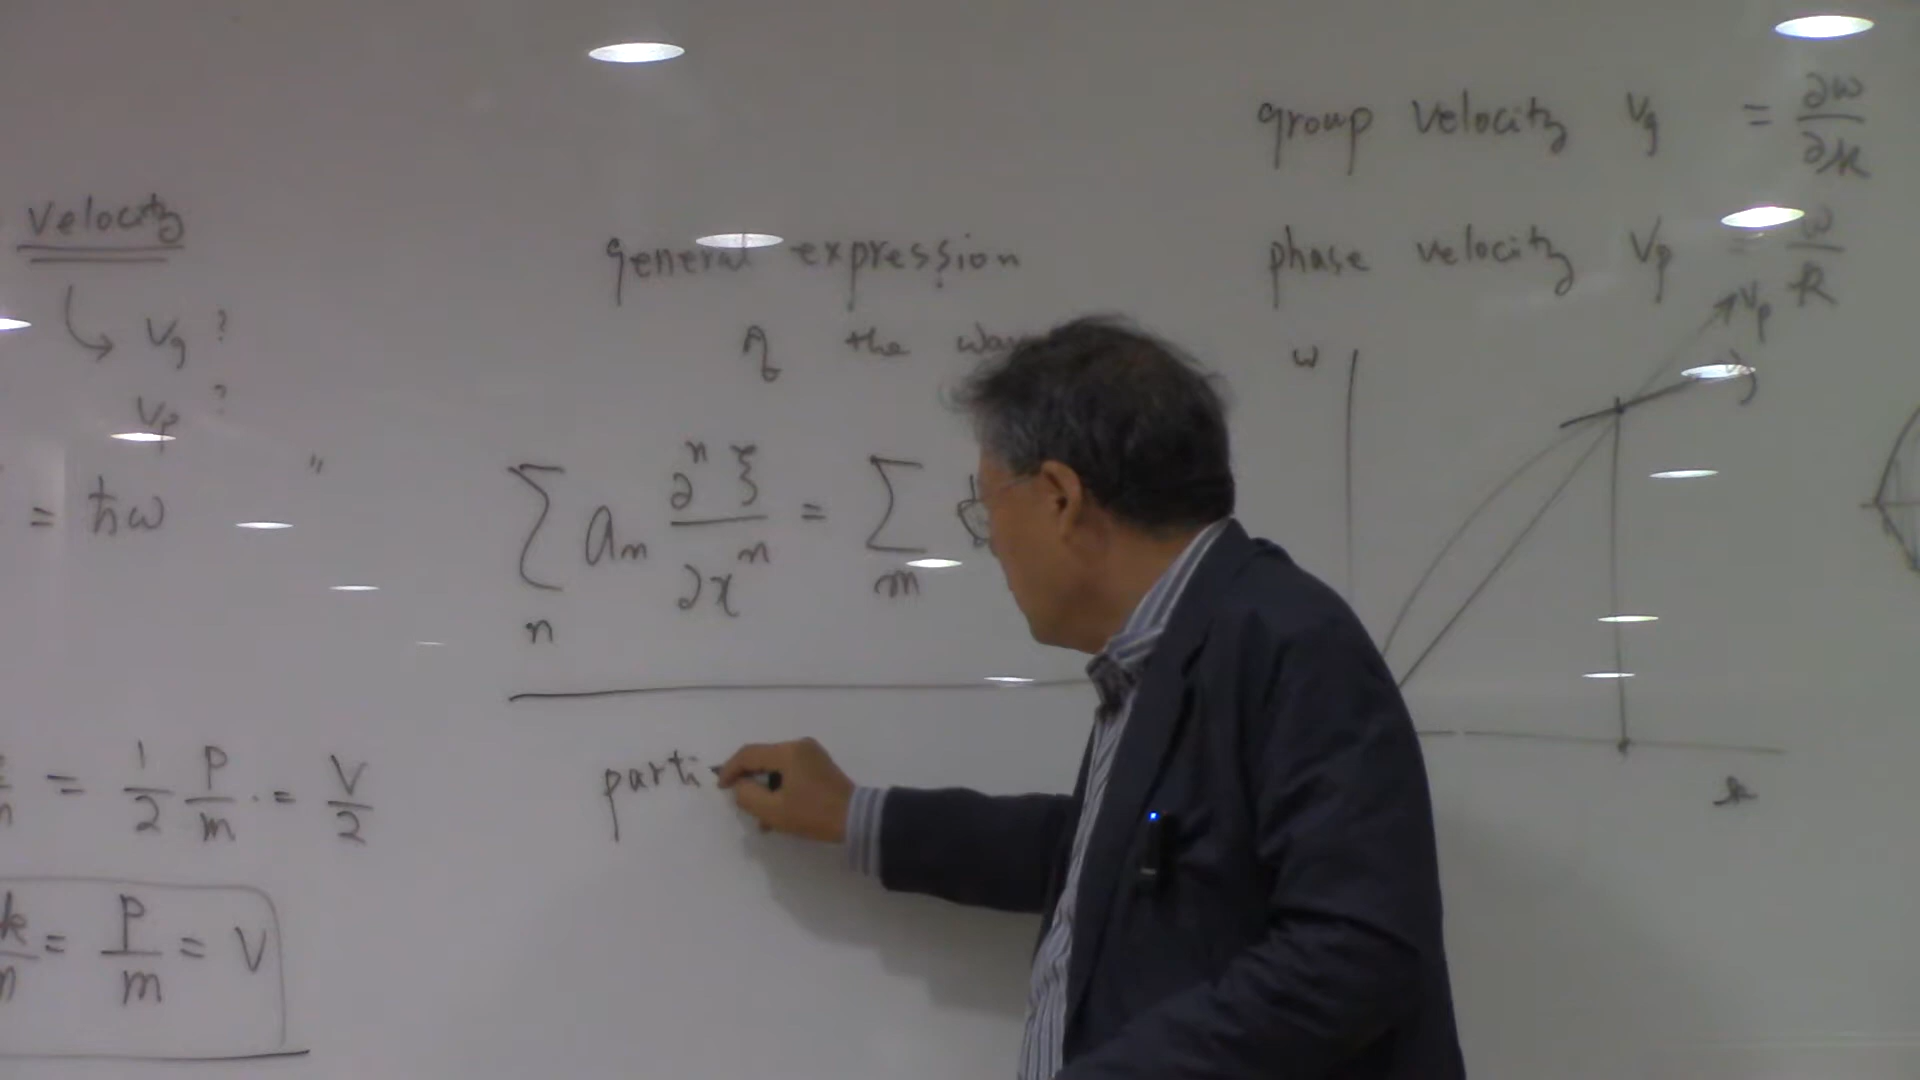 velocity
vg ?
vp ?
= ħω
"
= 1/2 p/m · = v/2
k/m = p/m = v
general expression
of the wav
∑n an ∂ⁿξ/∂xⁿ = ∑m
parti
group velocity vg = ∂ω/∂k
phase velocity vp = ω/k
vp
ω
k